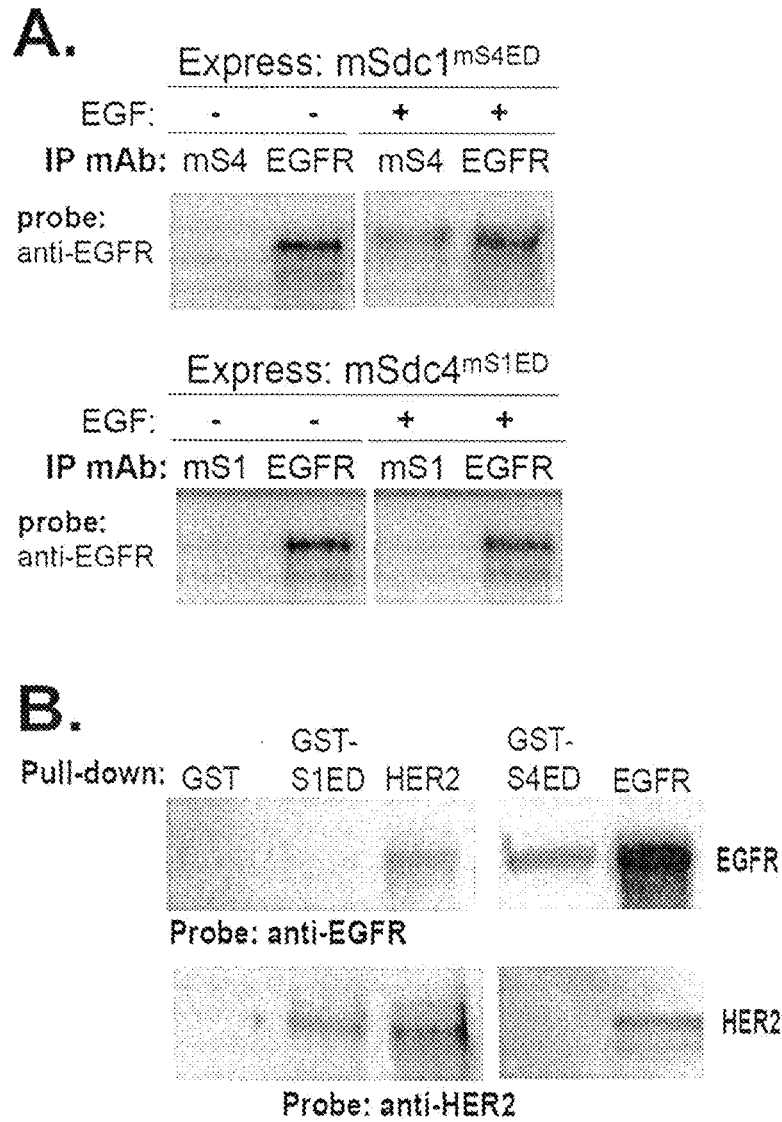 A.
Express: mSdc1mS4ED
EGF: - - + +
IP mAb: mS4 EGFR mS4 EGFR
probe:
anti-EGFR
Express: mSdc4mS1ED
EGF: - - + +
IP mAb: mS1 EGFR mS1 EGFR
probe:
anti-EGFR
B.
Pull-down: GST GST-S1ED HER2 GST-S4ED EGFR
EGFR
Probe: anti-EGFR
HER2
Probe: anti-HER2